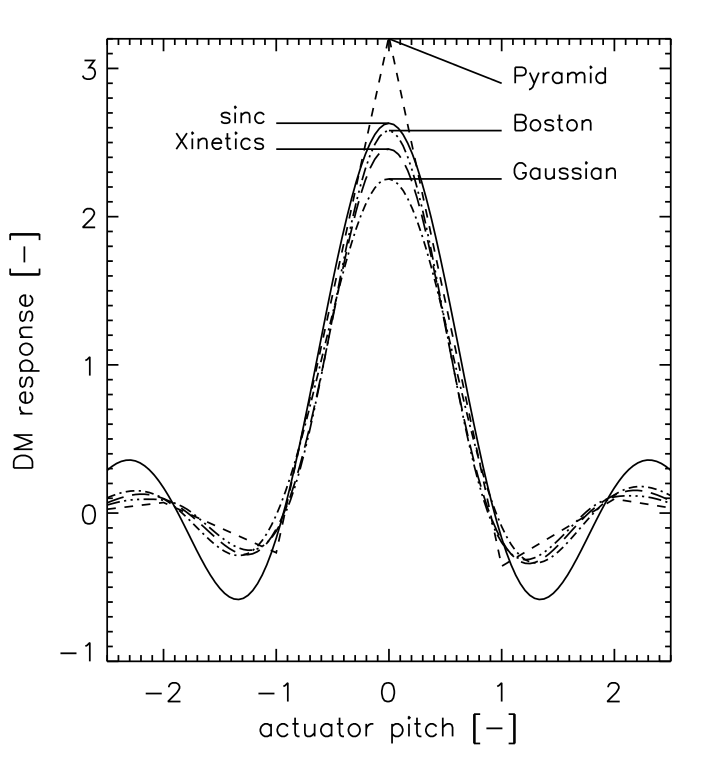 3
Pyramid
sinc
Boston
Xinetics
Gaussian
2
DM response [−]
1
0
−1
−2 −1 0 1 2
actuator pitch [−]